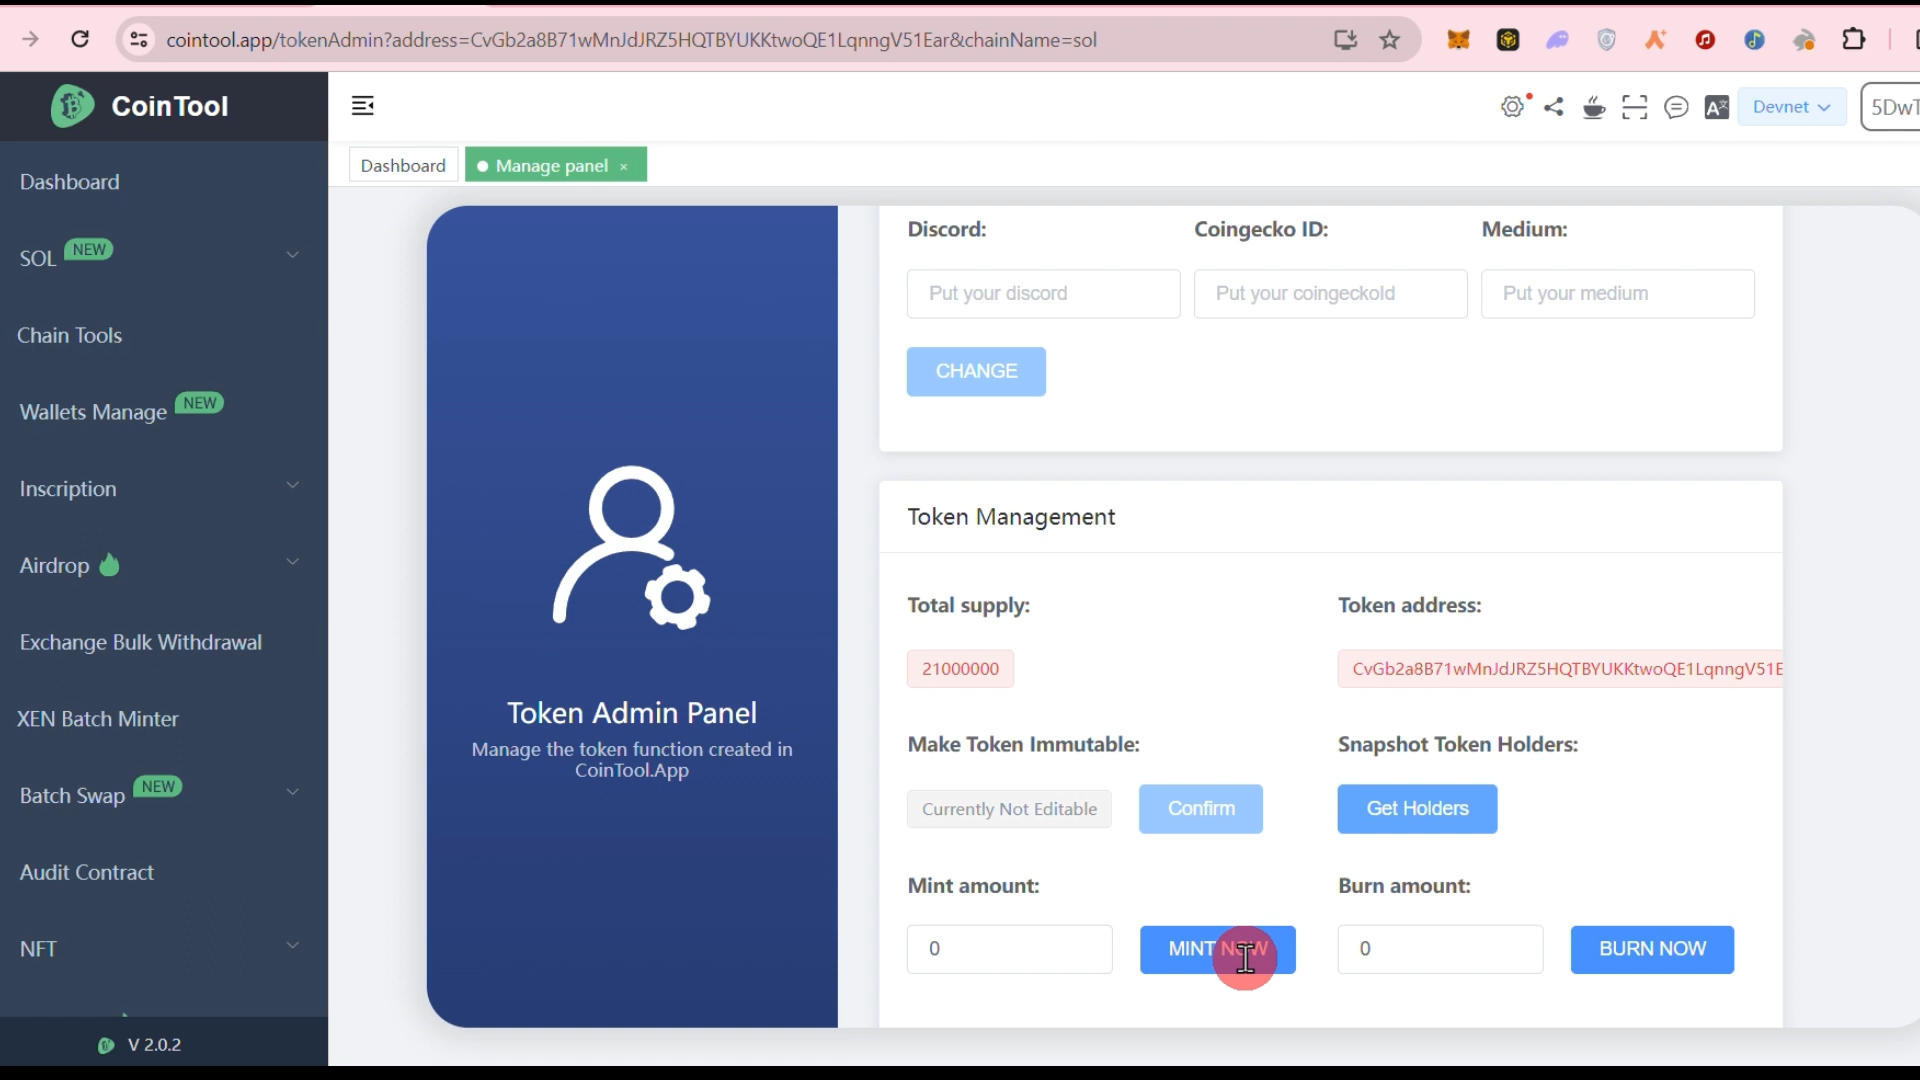 cointool.app/tokenAdmin?address=CvGb2a8B71wMnJdJRZ5HQTBYUKKtwoQE1LqnngV51Ear&chainName=sol
CoinTool
Devnet
5DwT
Dashboard
Manage panel ×
Dashboard
SOL NEW
Chain Tools
Wallets Manage NEW
Inscription
Airdrop
Exchange Bulk Withdrawal
XEN Batch Minter
Batch Swap NEW
Audit Contract
NFT
V 2.0.2
Token Admin Panel
Manage the token function created in
CoinTool.App
Discord: Coingecko ID: Medium:
Put your discord Put your coingeckoId Put your medium
CHANGE
Token Management
Total supply: Token address:
21000000 CvGb2a8B71wMnJdJRZ5HQTBYUKKtwoQE1LqnngV51E
Make Token Immutable: Snapshot Token Holders:
Currently Not Editable Confirm Get Holders
Mint amount: Burn amount:
0 MINT NOW 0 BURN NOW